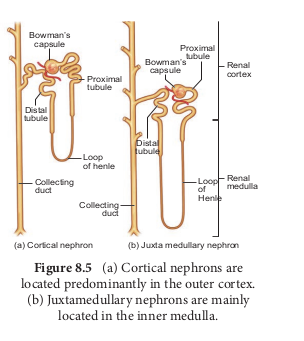 Bowman's
capsule
Proximal
tubule
Distal
tubule
Loop
of henle
Collecting
duct
(a) Cortical nephron
Proximal
tubule
Bowman's
capsule
Renal
cortex
Distal
tubule
Loop
of
Henle
Renal
medulla
Collecting
duct
(b) Juxta medullary nephron
Figure 8.5 (a) Cortical nephrons are
located predominantly in the outer cortex.
(b) Juxtamedullary nephrons are mainly
located in the inner medulla.